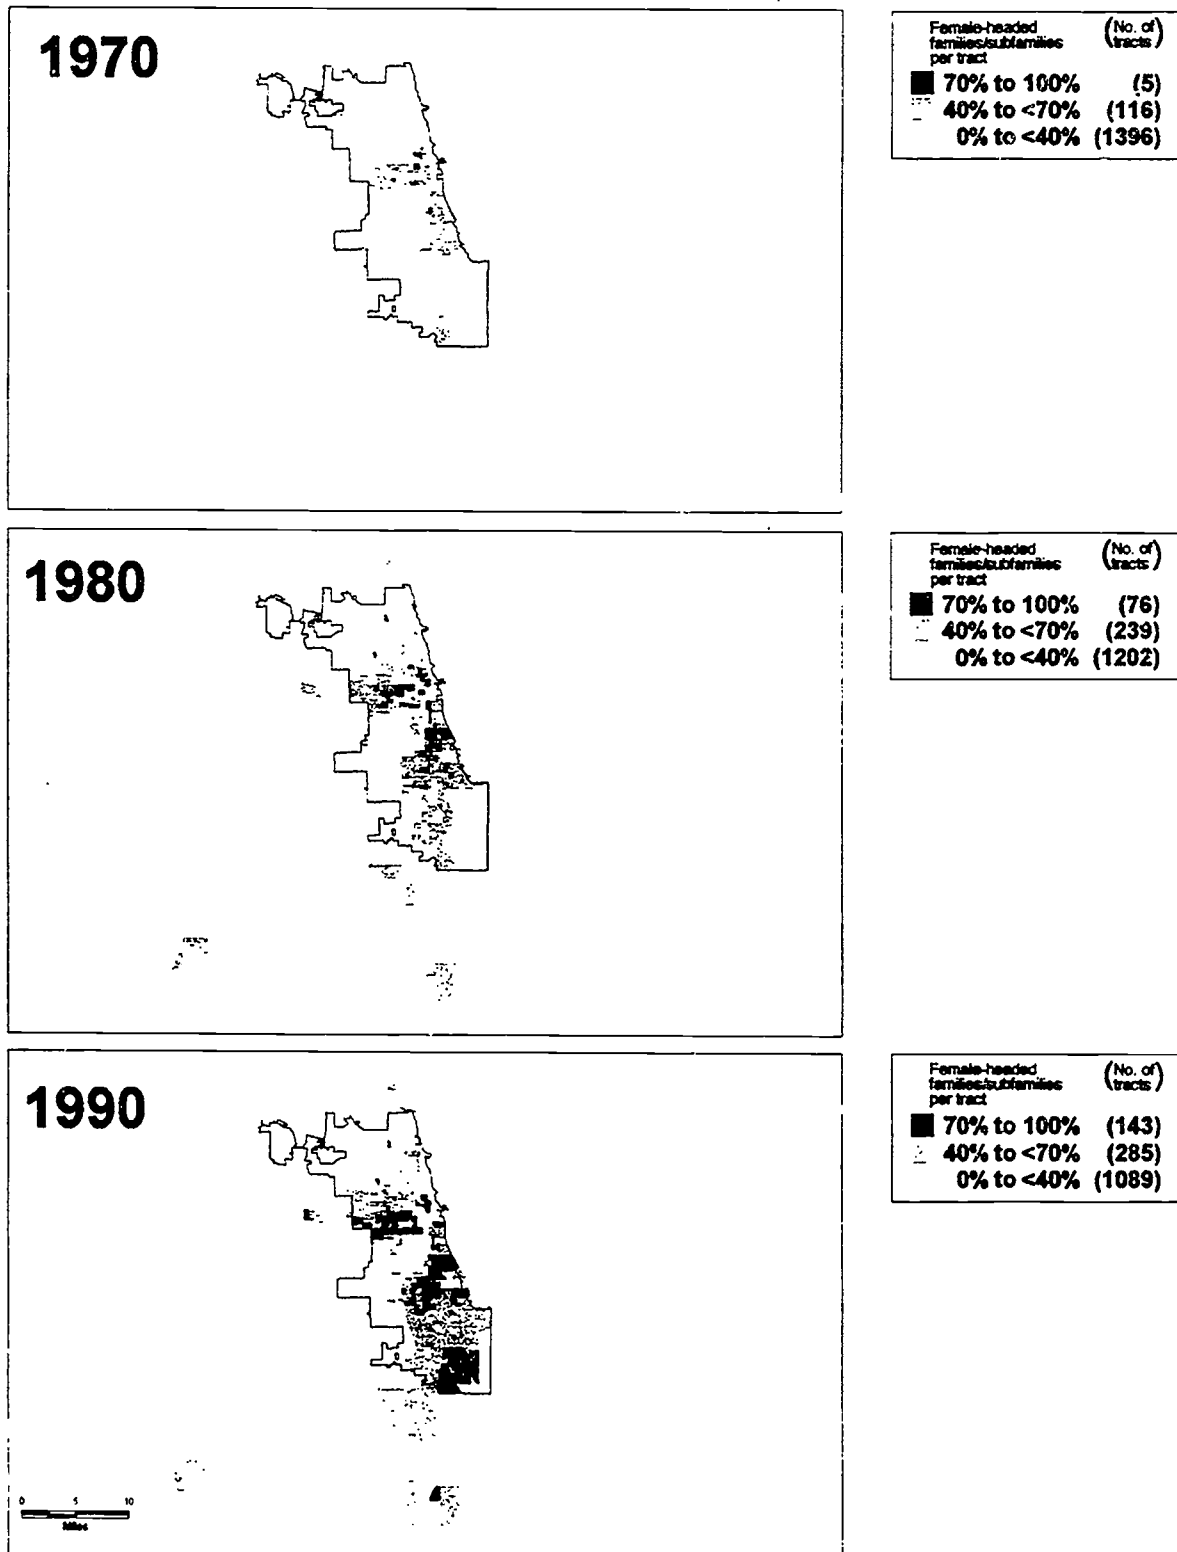 1970
Female-headed (No. of
families/subfamilies tracts)
per tract
70% to 100% (5)
40% to <70% (116)
0% to <40% (1396)
1980
Female-headed (No. of
families/subfamilies tracts)
per tract
70% to 100% (76)
40% to <70% (239)
0% to <40% (1202)
1990
Female-headed (No. of
families/subfamilies tracts)
per tract
70% to 100% (143)
40% to <70% (285)
0% to <40% (1089)
0 5 10
Miles